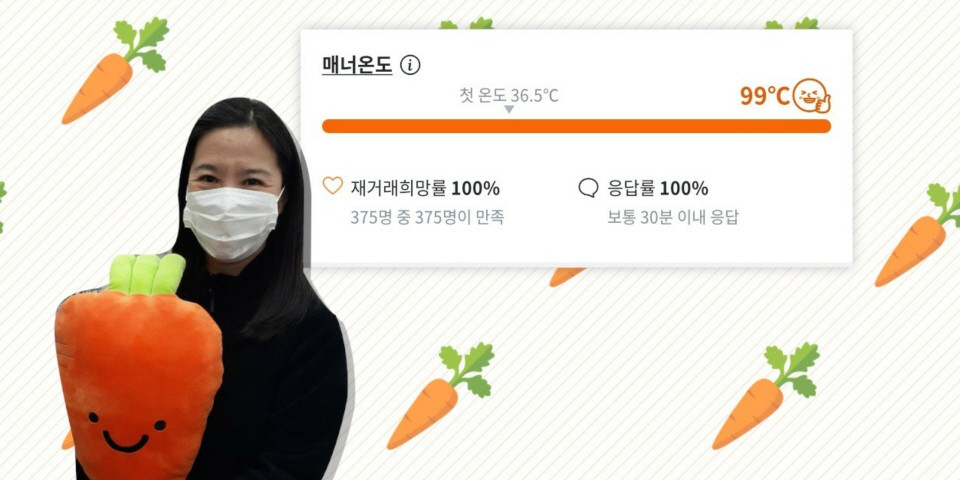 매너온도 i
첫 온도 36.5℃
99℃
재거래희망률 100%
375명 중 375명이 만족
응답률 100%
보통 30분 이내 응답